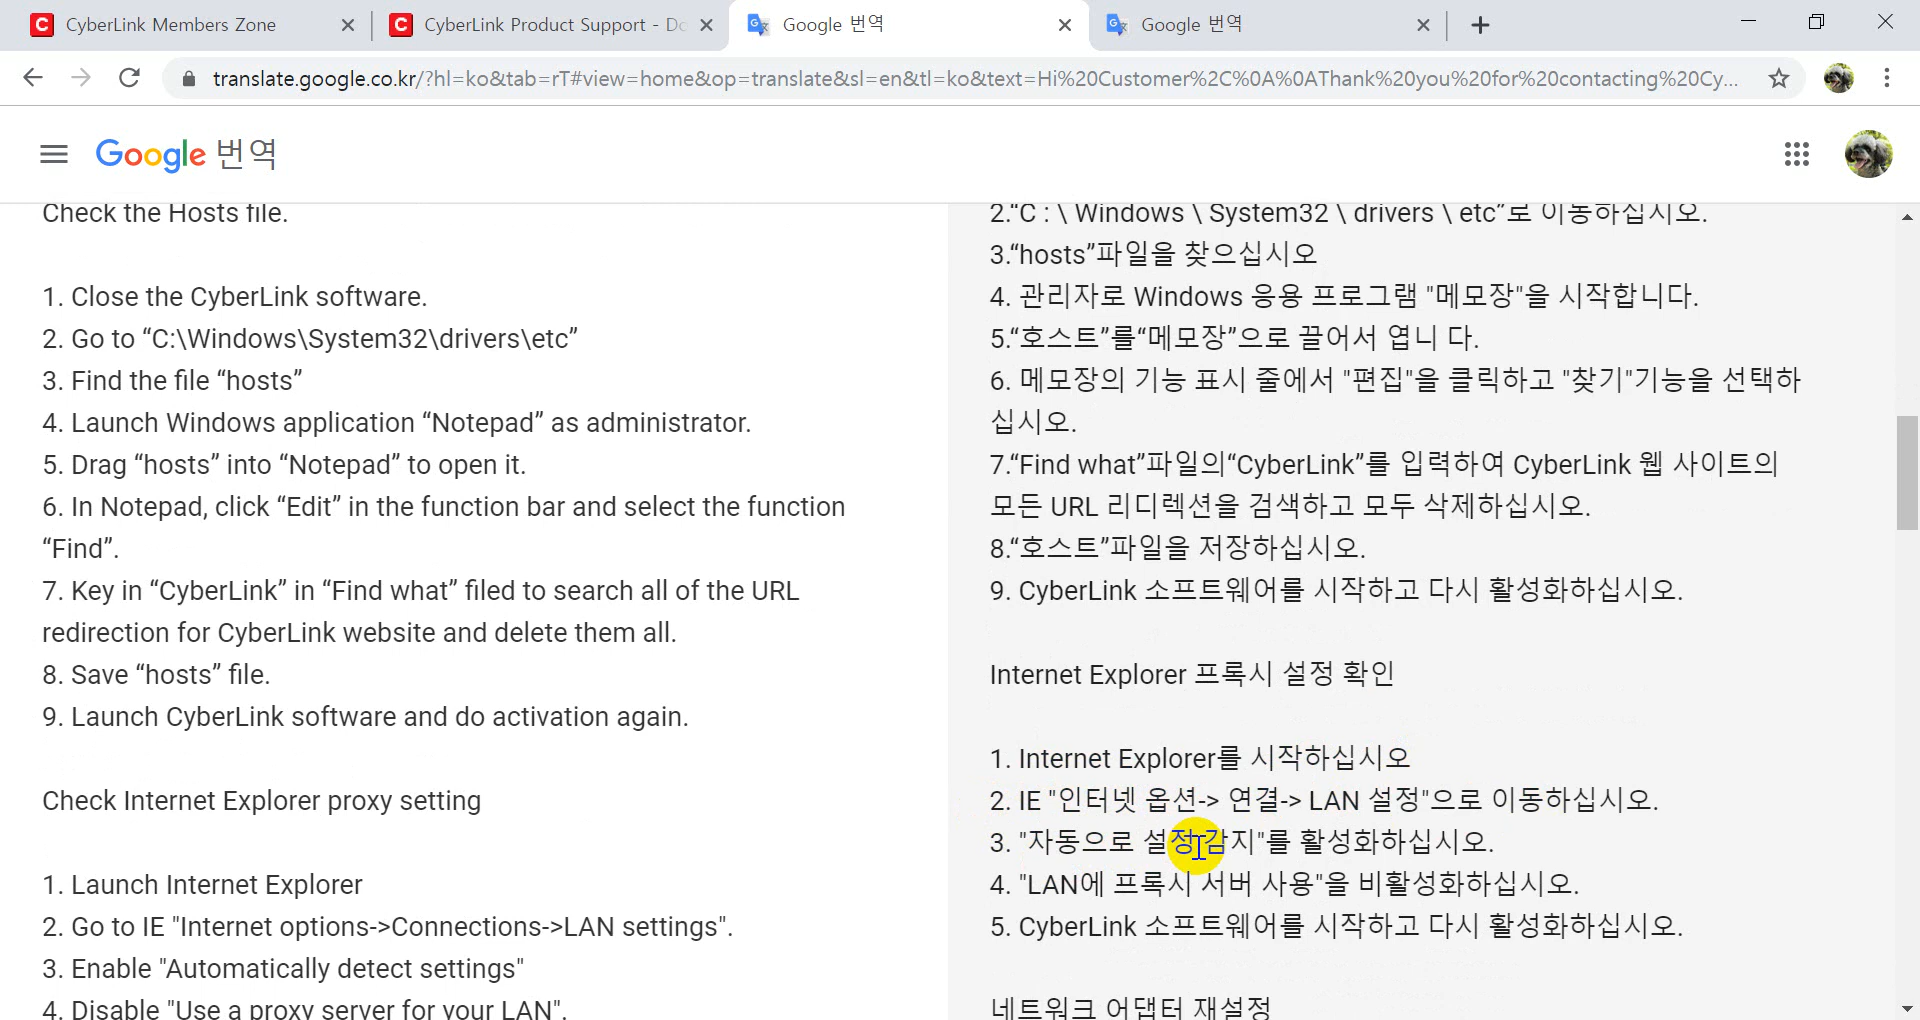 CyberLink Members Zone
CyberLink Product Support - Do
Google 번역
Google 번역
translate.google.co.kr/?hl=ko&tab=rT#view=home&op=translate&sl=en&tl=ko&text=Hi%20Customer%2C%0A%0AThank%20you%20for%20contacting%20Cy...
Google 번역
Check the Hosts file.
1. Close the CyberLink software.
2. Go to “C:\Windows\System32\drivers\etc”
3. Find the file “hosts”
4. Launch Windows application “Notepad” as administrator.
5. Drag “hosts” into “Notepad” to open it.
6. In Notepad, click “Edit” in the function bar and select the function
“Find”.
7. Key in “CyberLink” in “Find what” filed to search all of the URL
redirection for CyberLink website and delete them all.
8. Save “hosts” file.
9. Launch CyberLink software and do activation again.
Check Internet Explorer proxy setting
1. Launch Internet Explorer
2. Go to IE "Internet options->Connections->LAN settings".
3. Enable "Automatically detect settings"
4. Disable "Use a proxy server for your LAN".
2.“C : \ Windows \ System32 \ drivers \ etc”로 이동하십시오.
3.“hosts”파일을 찾으십시오
4. 관리자로 Windows 응용 프로그램 "메모장"을 시작합니다.
5.“호스트”를“메모장”으로 끌어서 엽니 다.
6. 메모장의 기능 표시 줄에서 "편집"을 클릭하고 "찾기"기능을 선택하
십시오.
7.“Find what”파일의“CyberLink”를 입력하여 CyberLink 웹 사이트의
모든 URL 리디렉션을 검색하고 모두 삭제하십시오.
8.“호스트”파일을 저장하십시오.
9. CyberLink 소프트웨어를 시작하고 다시 활성화하십시오.
Internet Explorer 프록시 설정 확인
1. Internet Explorer를 시작하십시오
2. IE "인터넷 옵션-> 연결-> LAN 설정"으로 이동하십시오.
3. "자동으로 설정 감지"를 활성화하십시오.
4. "LAN에 프록시 서버 사용"을 비활성화하십시오.
5. CyberLink 소프트웨어를 시작하고 다시 활성화하십시오.
네트워크 어댑터 재설정